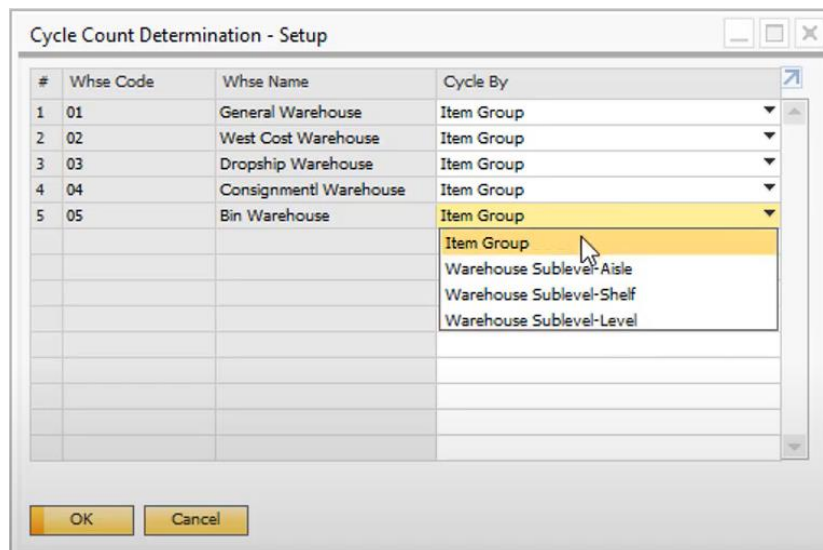 Cycle Count Determination - Setup
# Whse Code Whse Name Cycle By
1 01 General Warehouse Item Group
2 02 West Cost Warehouse Item Group
3 03 Dropship Warehouse Item Group
4 04 Consignmentl Warehouse Item Group
5 05 Bin Warehouse Item Group
Item Group
Warehouse Sublevel-Aisle
Warehouse Sublevel-Shelf
Warehouse Sublevel-Level
OK Cancel